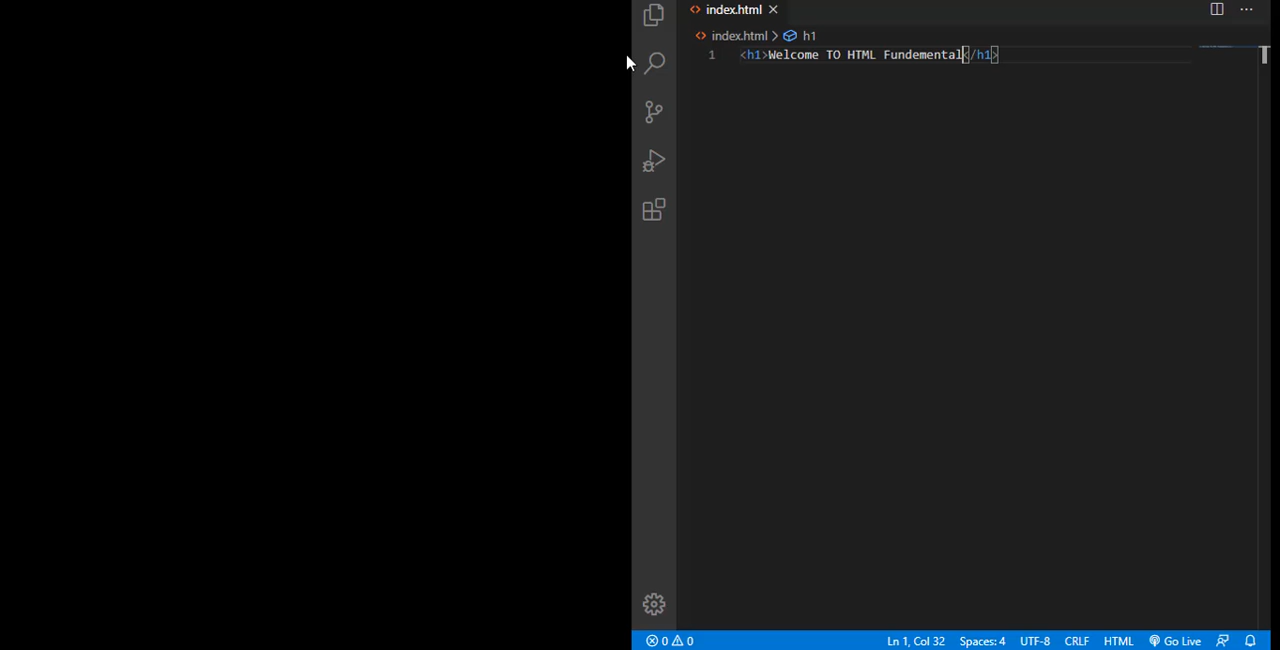 index.html
index.html > h1
1 <h1>Welcome TO HTML Fundemental</h1>
0 0 Ln 1, Col 32 Spaces: 4 UTF-8 CRLF HTML Go Live